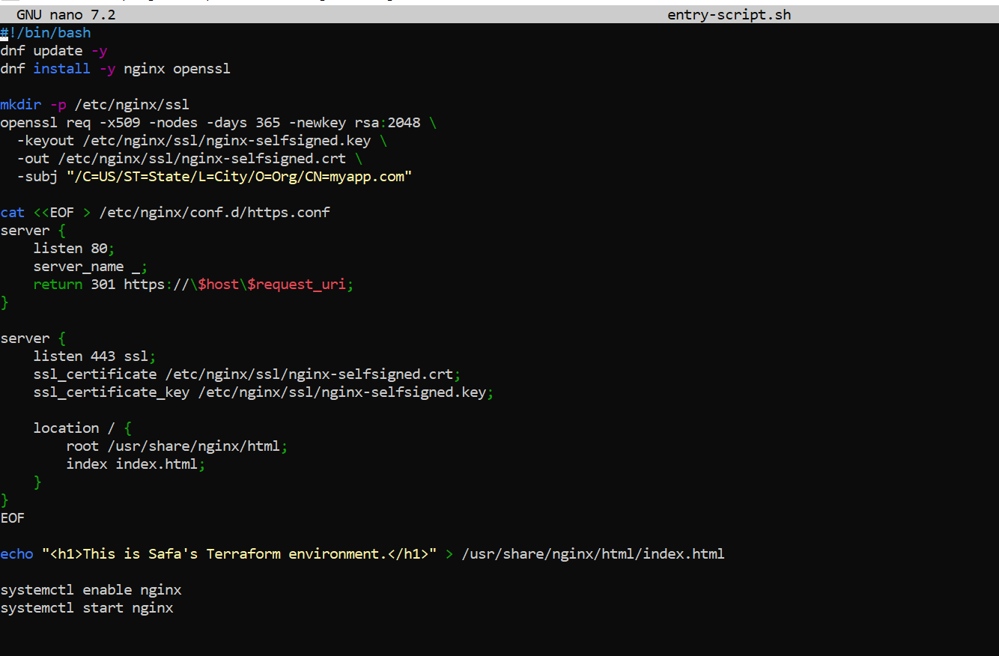 GNU nano 7.2 entry-script.sh
#!/bin/bash
dnf update -y
dnf install -y nginx openssl

mkdir -p /etc/nginx/ssl
openssl req -x509 -nodes -days 365 -newkey rsa:2048 \
  -keyout /etc/nginx/ssl/nginx-selfsigned.key \
  -out /etc/nginx/ssl/nginx-selfsigned.crt \
  -subj "/C=US/ST=State/L=City/O=Org/CN=myapp.com"

cat <<EOF > /etc/nginx/conf.d/https.conf
server {
    listen 80;
    server_name _;
    return 301 https://\$host\$request_uri;
}

server {
    listen 443 ssl;
    ssl_certificate /etc/nginx/ssl/nginx-selfsigned.crt;
    ssl_certificate_key /etc/nginx/ssl/nginx-selfsigned.key;

    location / {
        root /usr/share/nginx/html;
        index index.html;
    }
}
EOF

echo "<h1>This is Safa's Terraform environment.</h1>" > /usr/share/nginx/html/index.html

systemctl enable nginx
systemctl start nginx